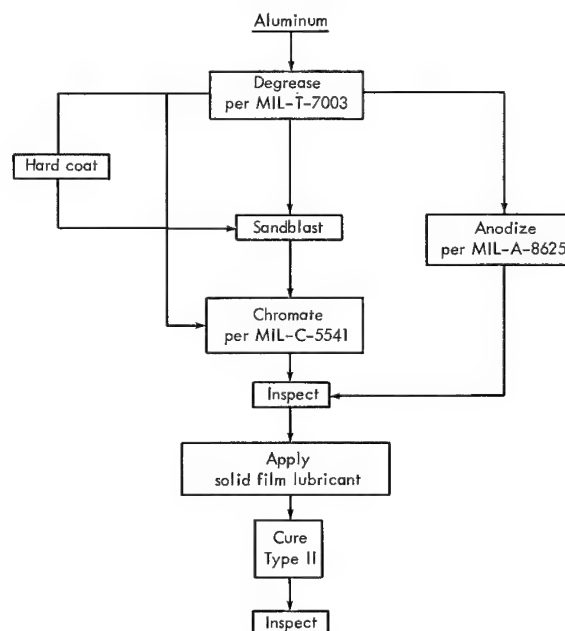 Aluminum
Degrease
per MIL-T-7003
Hard coat
Sandblast
Anodize
per MIL-A-8625
Chromate
per MIL-C-5541
Inspect
Apply
solid film lubricant
Cure
Type II
Inspect